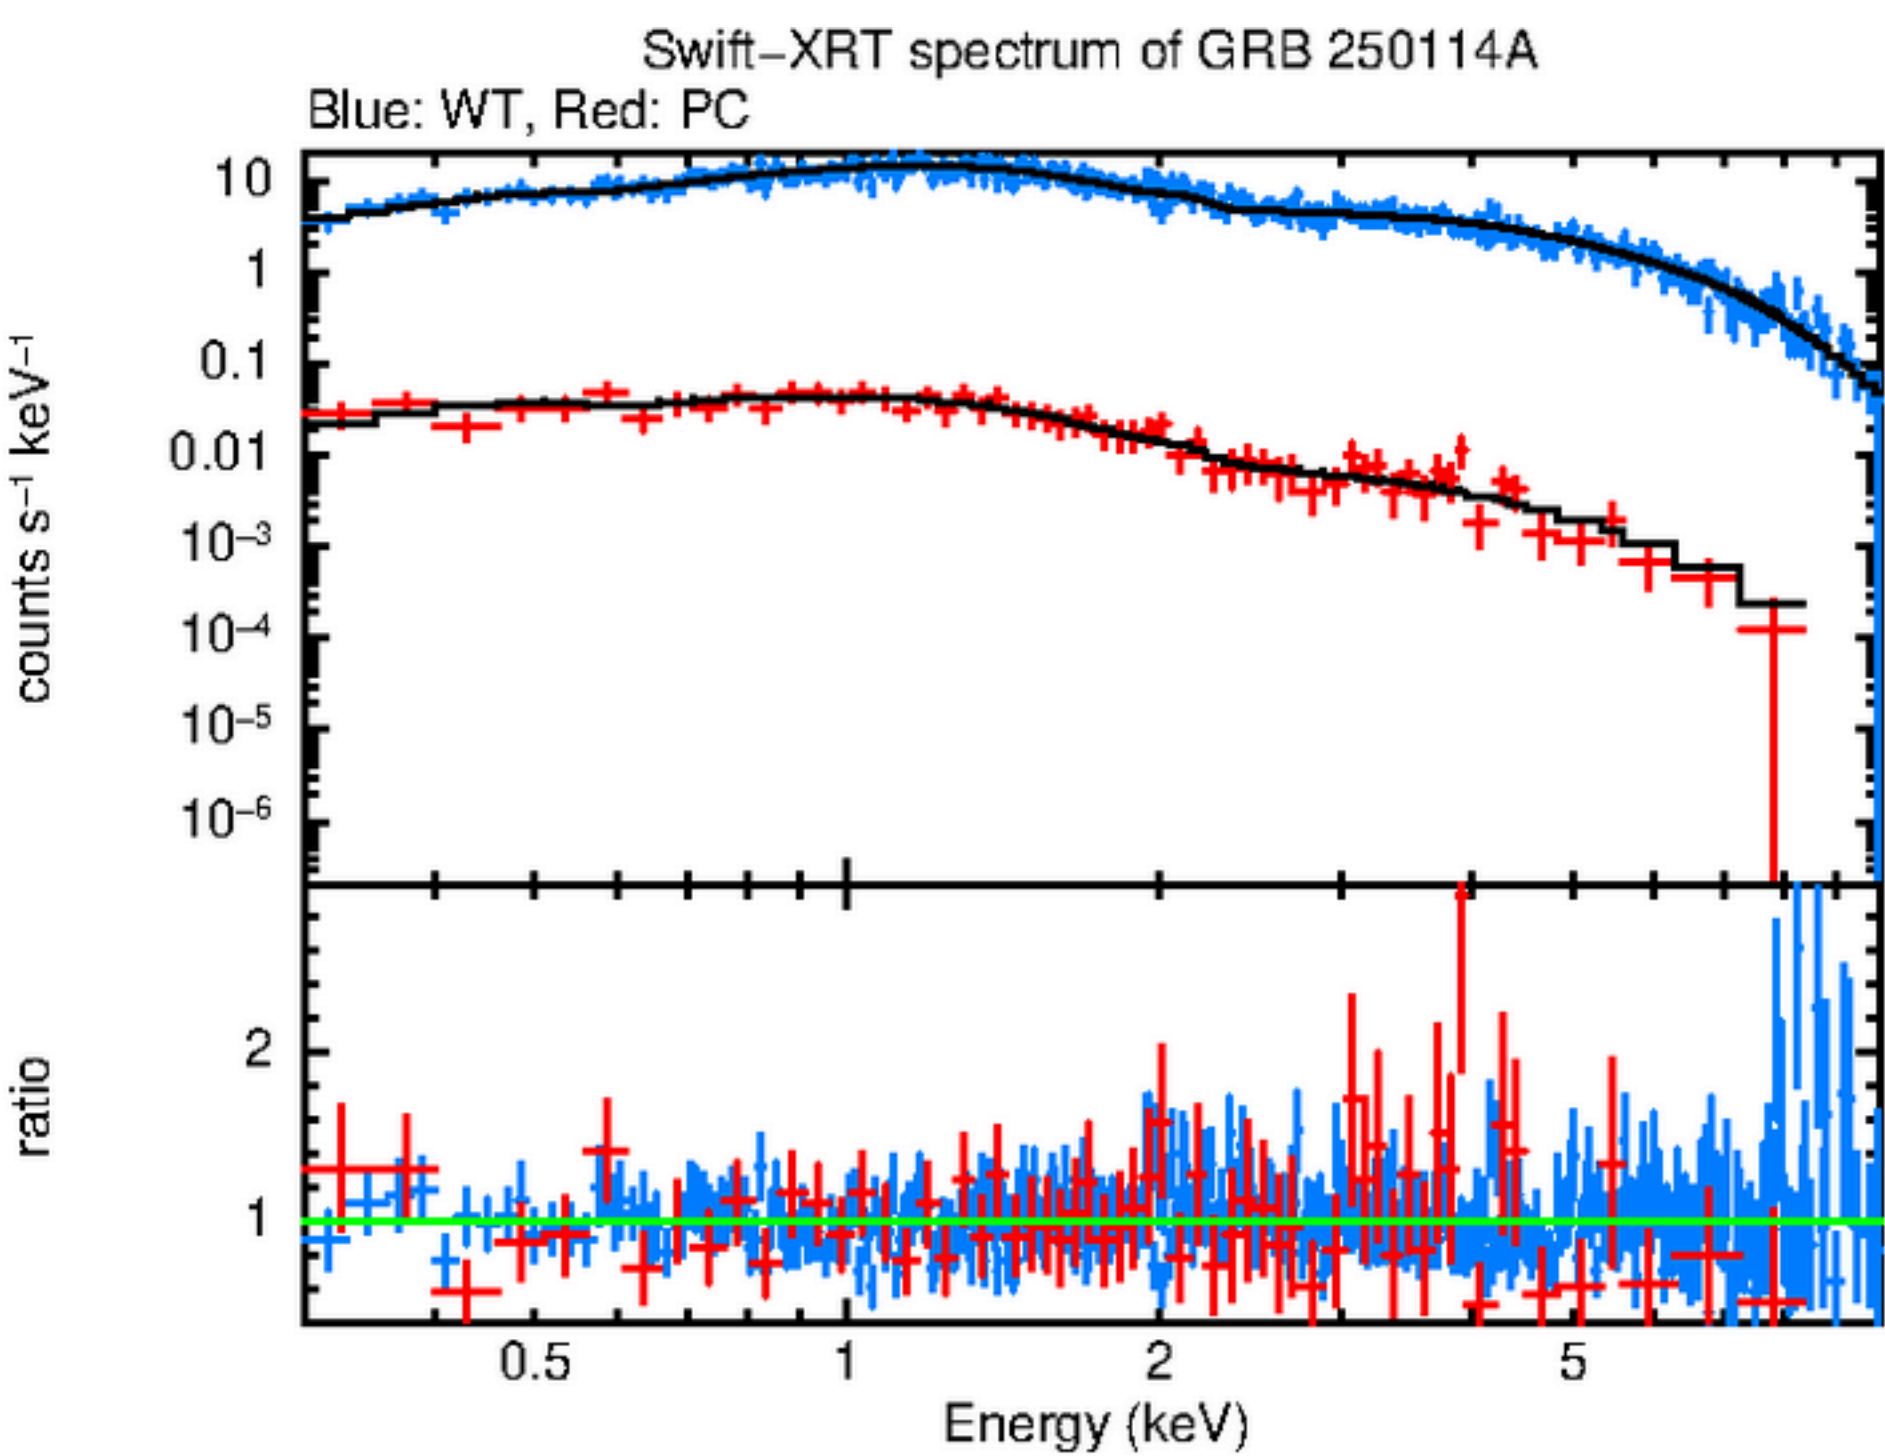 Swift−XRT spectrum of GRB 250114A
Blue: WT, Red: PC
counts s⁻¹ keV⁻¹
10
1
0.1
0.01
10⁻³
10⁻⁴
10⁻⁵
10⁻⁶
ratio
2
1
0.5 1 2 5
Energy (keV)